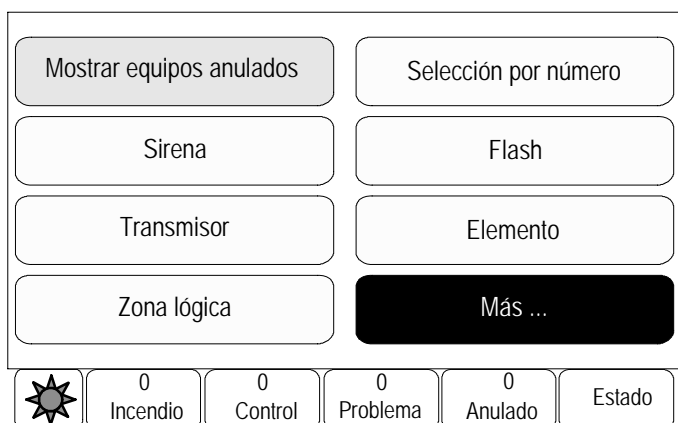 Mostrar equipos anulados
Selección por número
Sirena
Flash
Transmisor
Elemento
Zona lógica
Más ...
0
Incendio
0
Control
0
Problema
0
Anulado
Estado